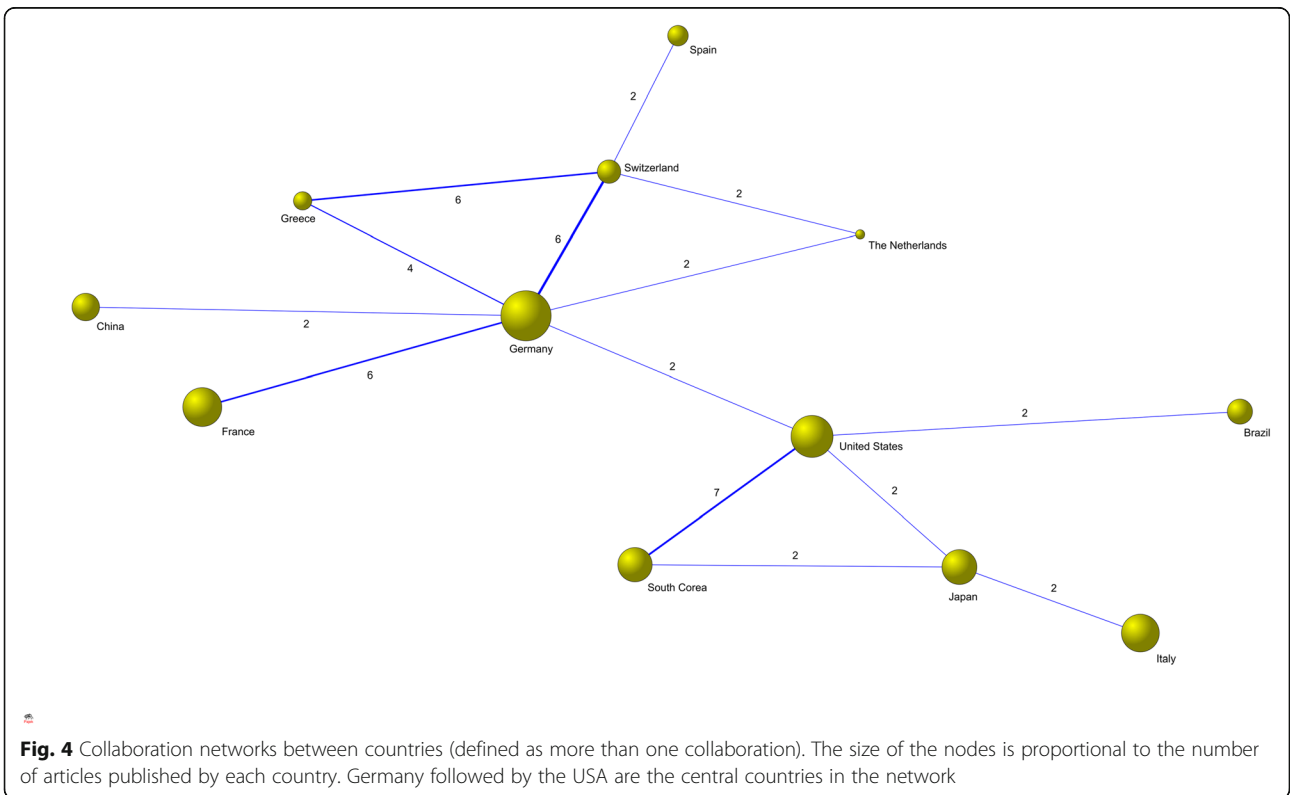 Spain
2
Switzerland
2
6
Greece
6
The Netherlands
2
4
China
2
Germany
2
6
France
2
Brazil
United States
7
2
2
South Corea
Japan
2
Italy
Fig. 4 Collaboration networks between countries (defined as more than one collaboration). The size of the nodes is proportional to the number
of articles published by each country. Germany followed by the USA are the central countries in the network